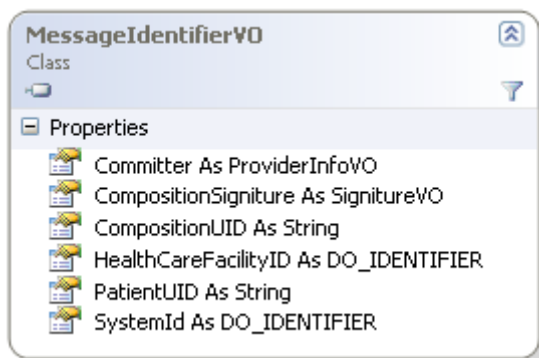 MessageIdentifierVO
Class
Properties
Committer As ProviderInfoVO
CompositionSigniture As SignitureVO
CompositionUID As String
HealthCareFacilityID As DO_IDENTIFIER
PatientUID As String
SystemId As DO_IDENTIFIER